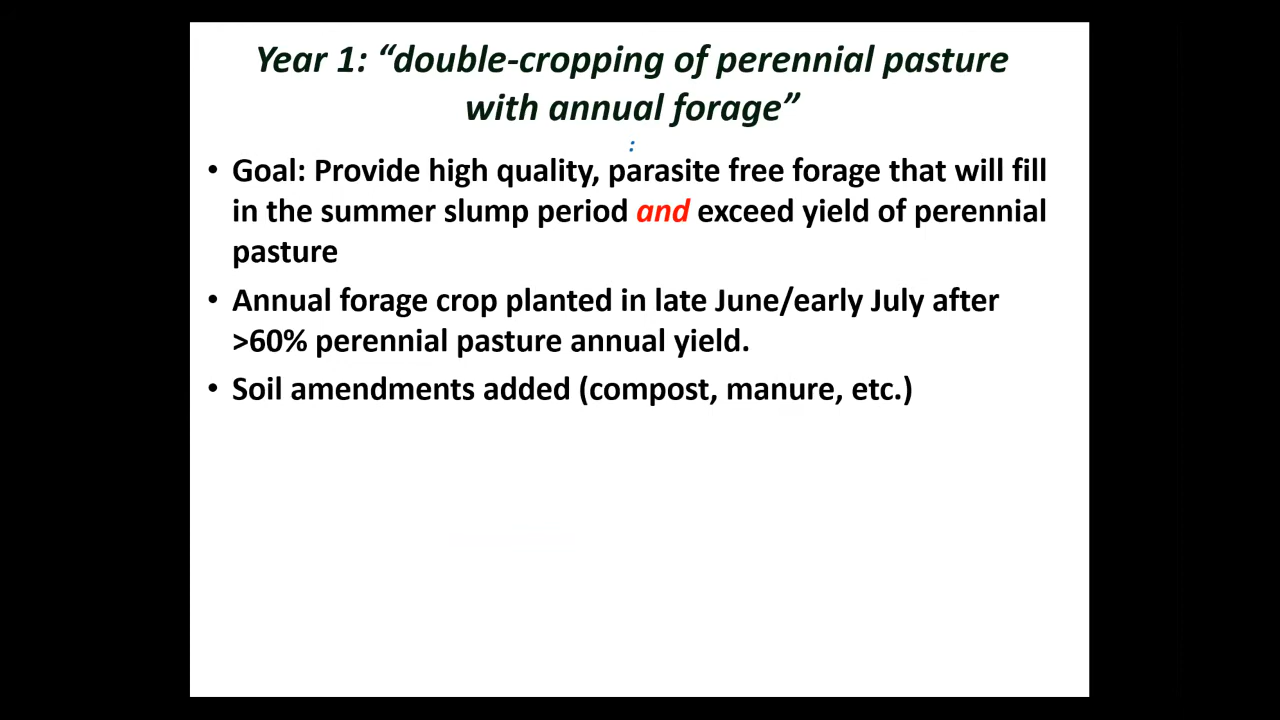 Year 1: “double-cropping of perennial pasture
with annual forage”
:
• Goal: Provide high quality, parasite free forage that will fill
in the summer slump period and exceed yield of perennial
pasture
• Annual forage crop planted in late June/early July after
>60% perennial pasture annual yield.
• Soil amendments added (compost, manure, etc.)